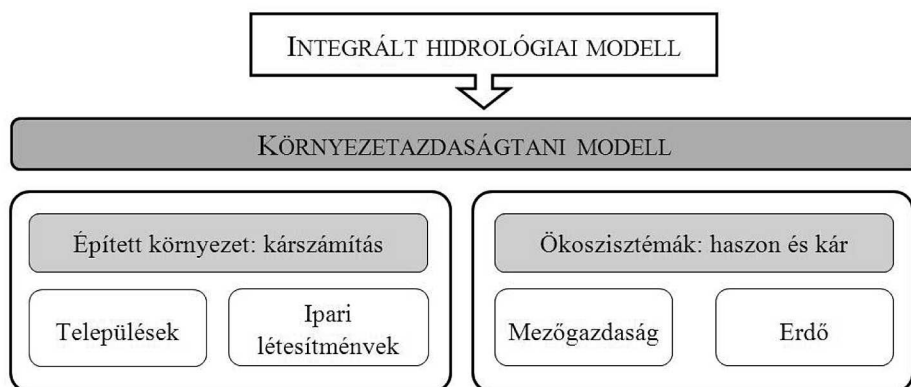 INTEGRÁLT HIDROLÓGIAI MODELL
KÖRNYEZETAZDASÁGTANI MODELL
Épített környezet: kárszámítás
Ökoszisztémák: haszon és kár
Települések
Ipari
létesítmények
Mezőgazdaság
Erdő